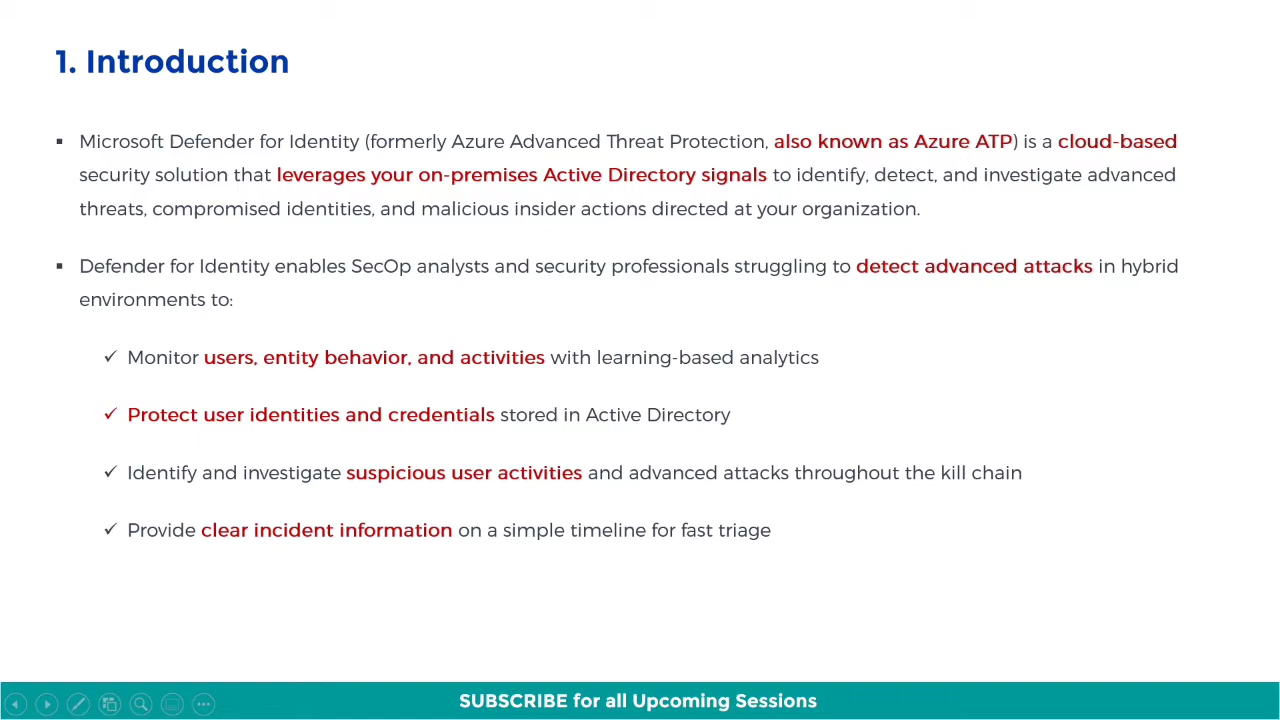 1. Introduction
▪ Microsoft Defender for Identity (formerly Azure Advanced Threat Protection, also known as Azure ATP) is a cloud-based
security solution that leverages your on-premises Active Directory signals to identify, detect, and investigate advanced
threats, compromised identities, and malicious insider actions directed at your organization.
▪ Defender for Identity enables SecOp analysts and security professionals struggling to detect advanced attacks in hybrid
environments to:
✓ Monitor users, entity behavior, and activities with learning-based analytics
✓ Protect user identities and credentials stored in Active Directory
✓ Identify and investigate suspicious user activities and advanced attacks throughout the kill chain
✓ Provide clear incident information on a simple timeline for fast triage
SUBSCRIBE for all Upcoming Sessions